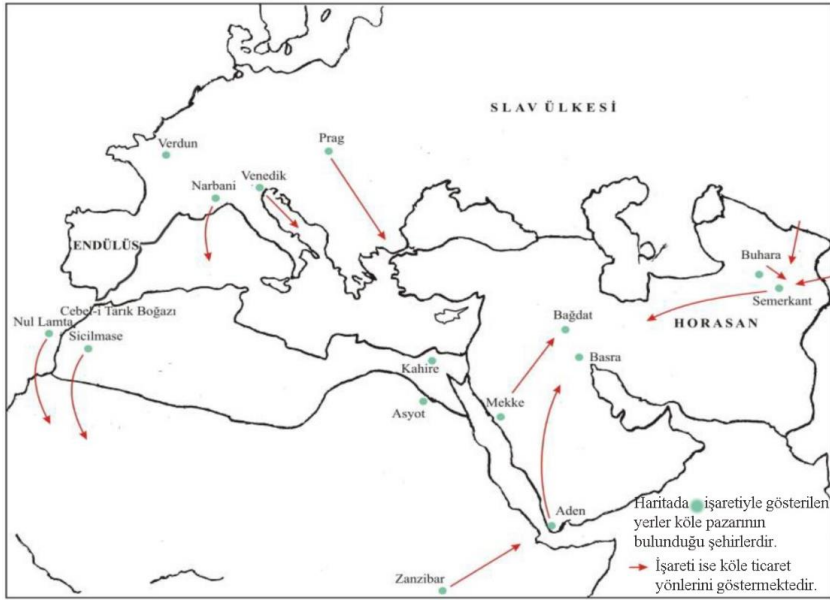 SLAV ÜLKESİ
Verdun
Prag
Narbani
Venedik
ENDÜLÜS
Buhara
Semerkant
HORASAN
Cebel-i Tarık Boğazı
Nul Lamta
Sicilmase
Bağdat
Basra
Kahire
Asyot
Mekke
Aden
Zanzibar
Haritada işaretiyle gösterilen
yerler köle pazarının
bulunduğu şehirlerdir.
İşareti ise köle ticaret
yönlerini göstermektedir.